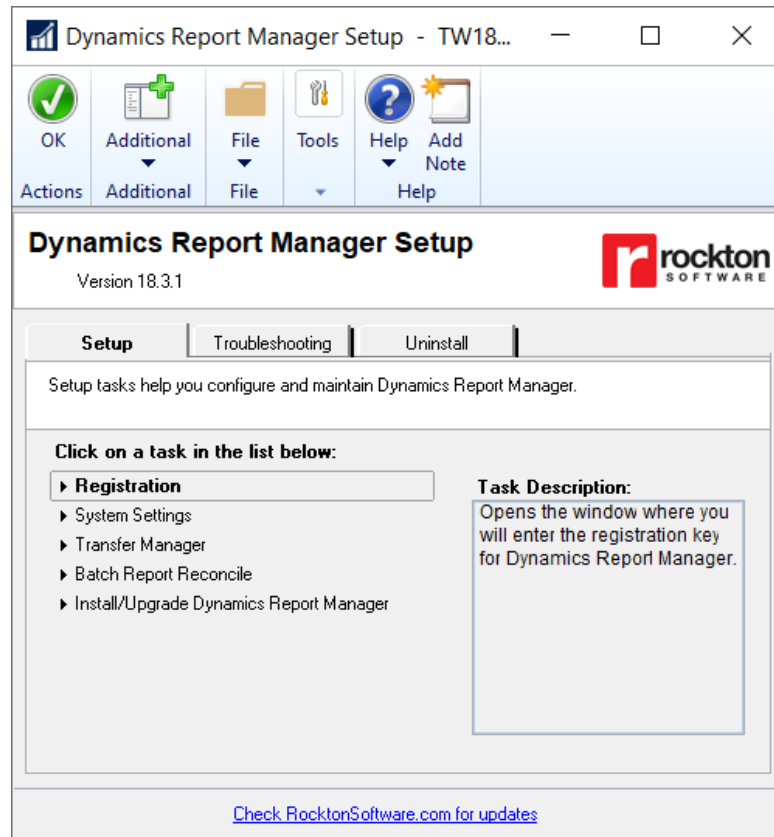 Dynamics Report Manager Setup - TW18...
OK
Additional
File
Tools
Help
Add
Note
Actions
Additional
File
Help
Dynamics Report Manager Setup
Version 18.3.1
rockton
SOFTWARE
Setup
Troubleshooting
Uninstall
Setup tasks help you configure and maintain Dynamics Report Manager.
Click on a task in the list below:
Registration
System Settings
Transfer Manager
Batch Report Reconcile
Install/Upgrade Dynamics Report Manager
Task Description:
Opens the window where you
will enter the registration key
for Dynamics Report Manager.
Check RocktonSoftware.com for updates